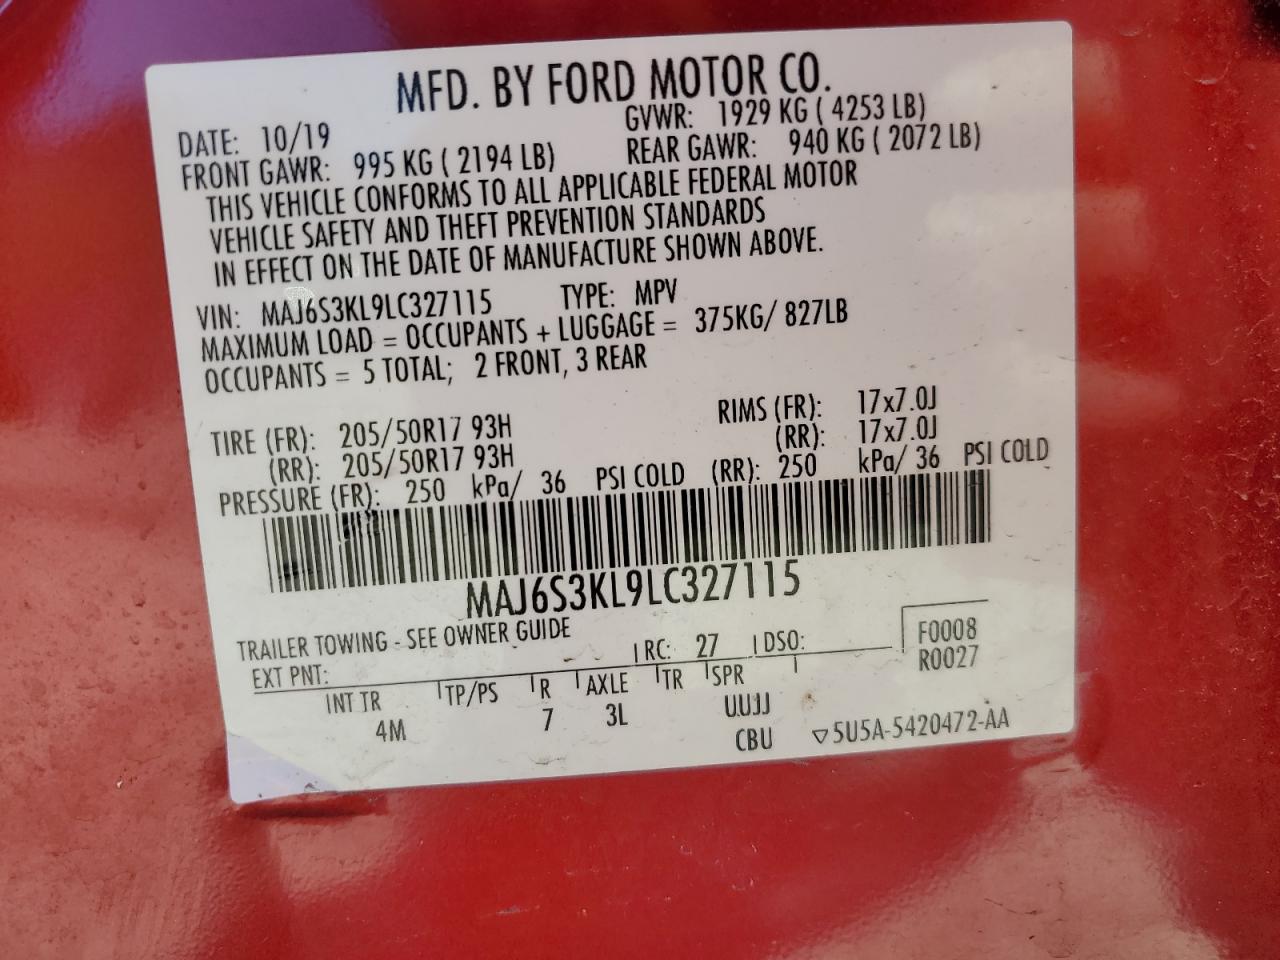 MFD. BY FORD MOTOR CO.
DATE: 10/19 GVWR: 1929 KG ( 4253 LB)
FRONT GAWR: 995 KG ( 2194 LB) REAR GAWR: 940 KG ( 2072 LB)
THIS VEHICLE CONFORMS TO ALL APPLICABLE FEDERAL MOTOR
VEHICLE SAFETY AND THEFT PREVENTION STANDARDS
IN EFFECT ON THE DATE OF MANUFACTURE SHOWN ABOVE.
VIN: MAJ6S3KL9LC327115 TYPE: MPV
MAXIMUM LOAD = OCCUPANTS + LUGGAGE = 375KG/ 827LB
OCCUPANTS = 5 TOTAL; 2 FRONT, 3 REAR
TIRE (FR): 205/50R17 93H RIMS (FR): 17x7.0J
(RR): 205/50R17 93H (RR): 17x7.0J
PRESSURE (FR): 250 kPa/ 36 PSI COLD (RR): 250 kPa/ 36 PSI COLD
MAJ6S3KL9LC327115
TRAILER TOWING - SEE OWNER GUIDE
EXT PNT: RC: 27 DSO: F0008
R0027
INT TR TP/PS R AXLE TR SPR
4M 7 3L UUJJ
CBU ▽5U5A-5420472-AA